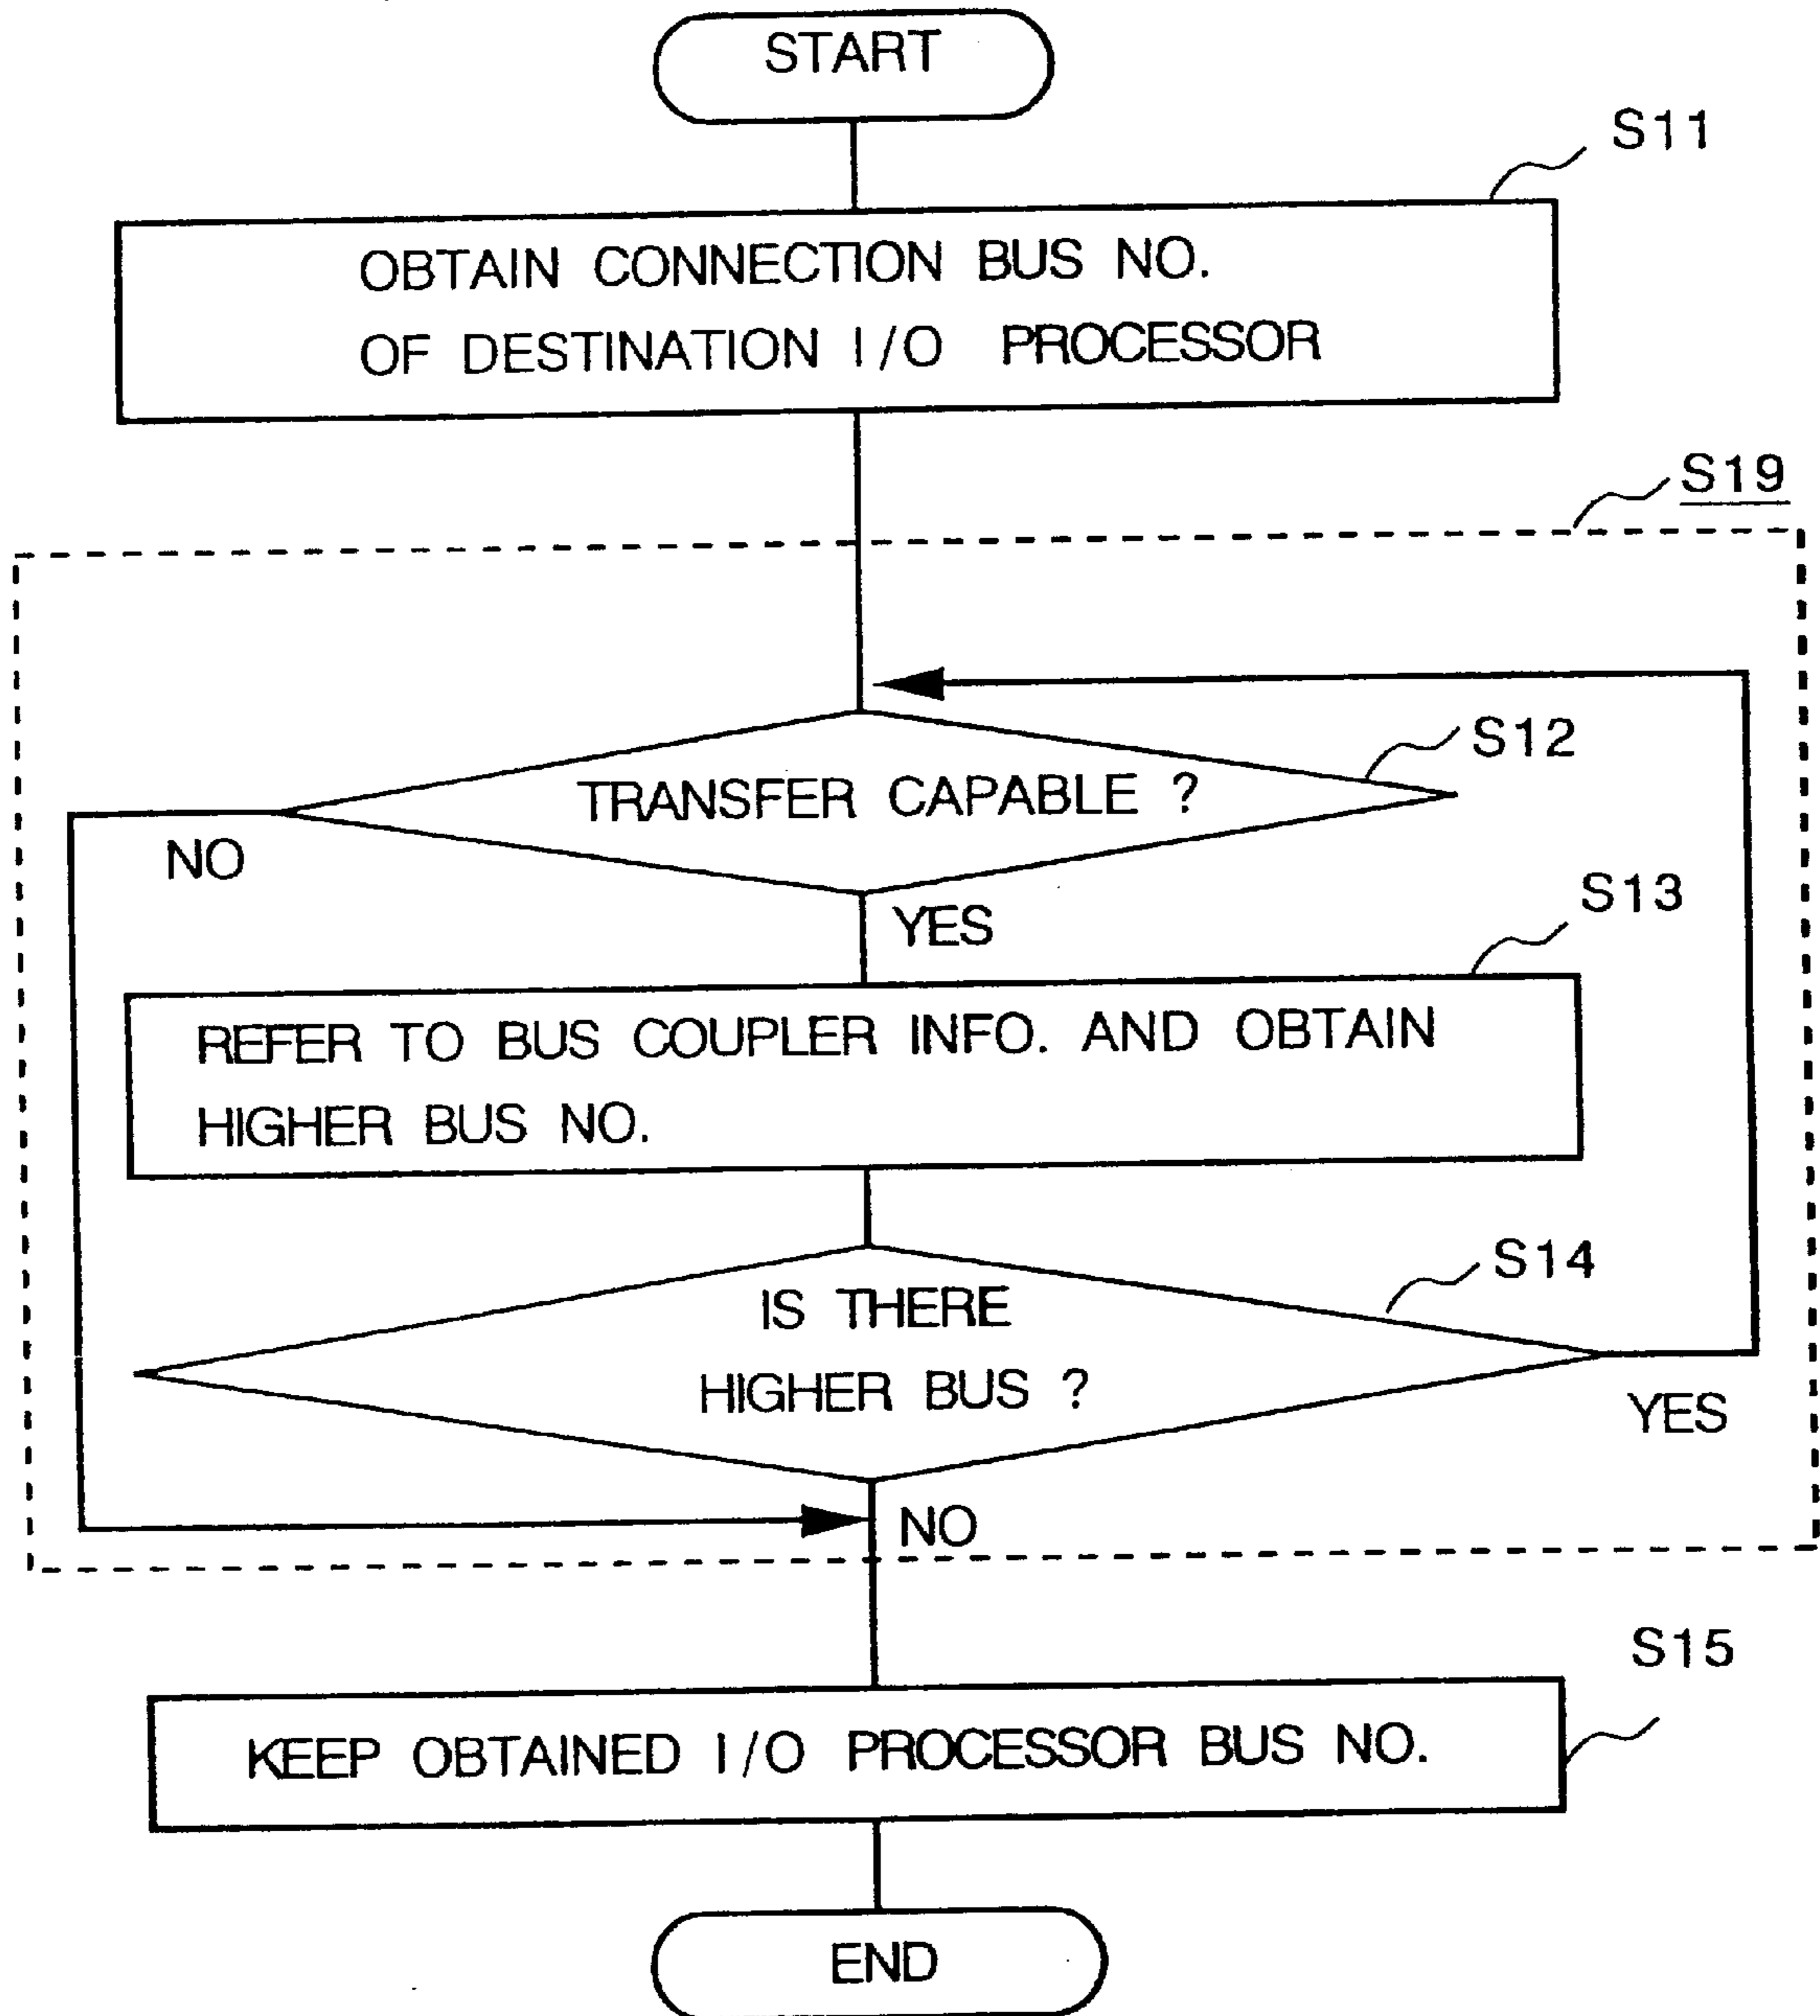 START
S11
OBTAIN CONNECTION BUS NO.
OF DESTINATION I/O PROCESSOR
S19
S12
TRANSFER CAPABLE ?
NO
YES
S13
REFER TO BUS COUPLER INFO. AND OBTAIN
HIGHER BUS NO.
S14
IS THERE
HIGHER BUS ?
YES
NO
S15
KEEP OBTAINED I/O PROCESSOR BUS NO.
END